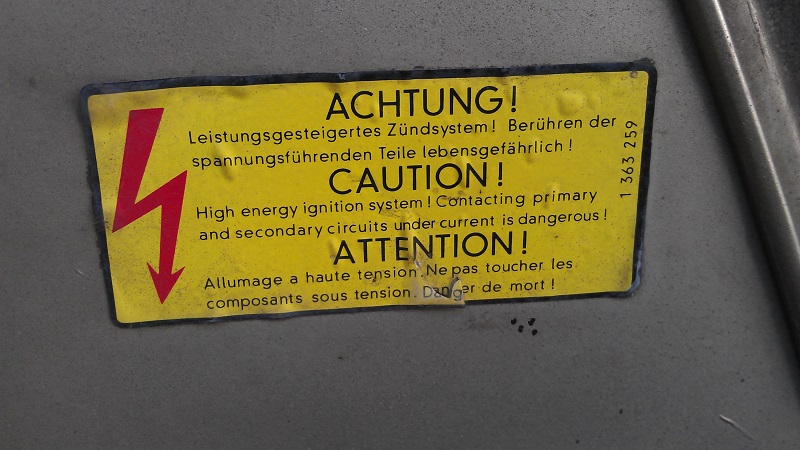 ACHTUNG!
Leistungsgesteigertes Zündsystem! Berühren der
spannungsführenden Teile lebensgefährlich!
CAUTION!
High energy ignition system! Contacting primary
and secondary circuits under current is dangerous!
ATTENTION!
Allumage a haute tension. Ne pas toucher les
composants sous tension. Danger de mort!
1 363 259